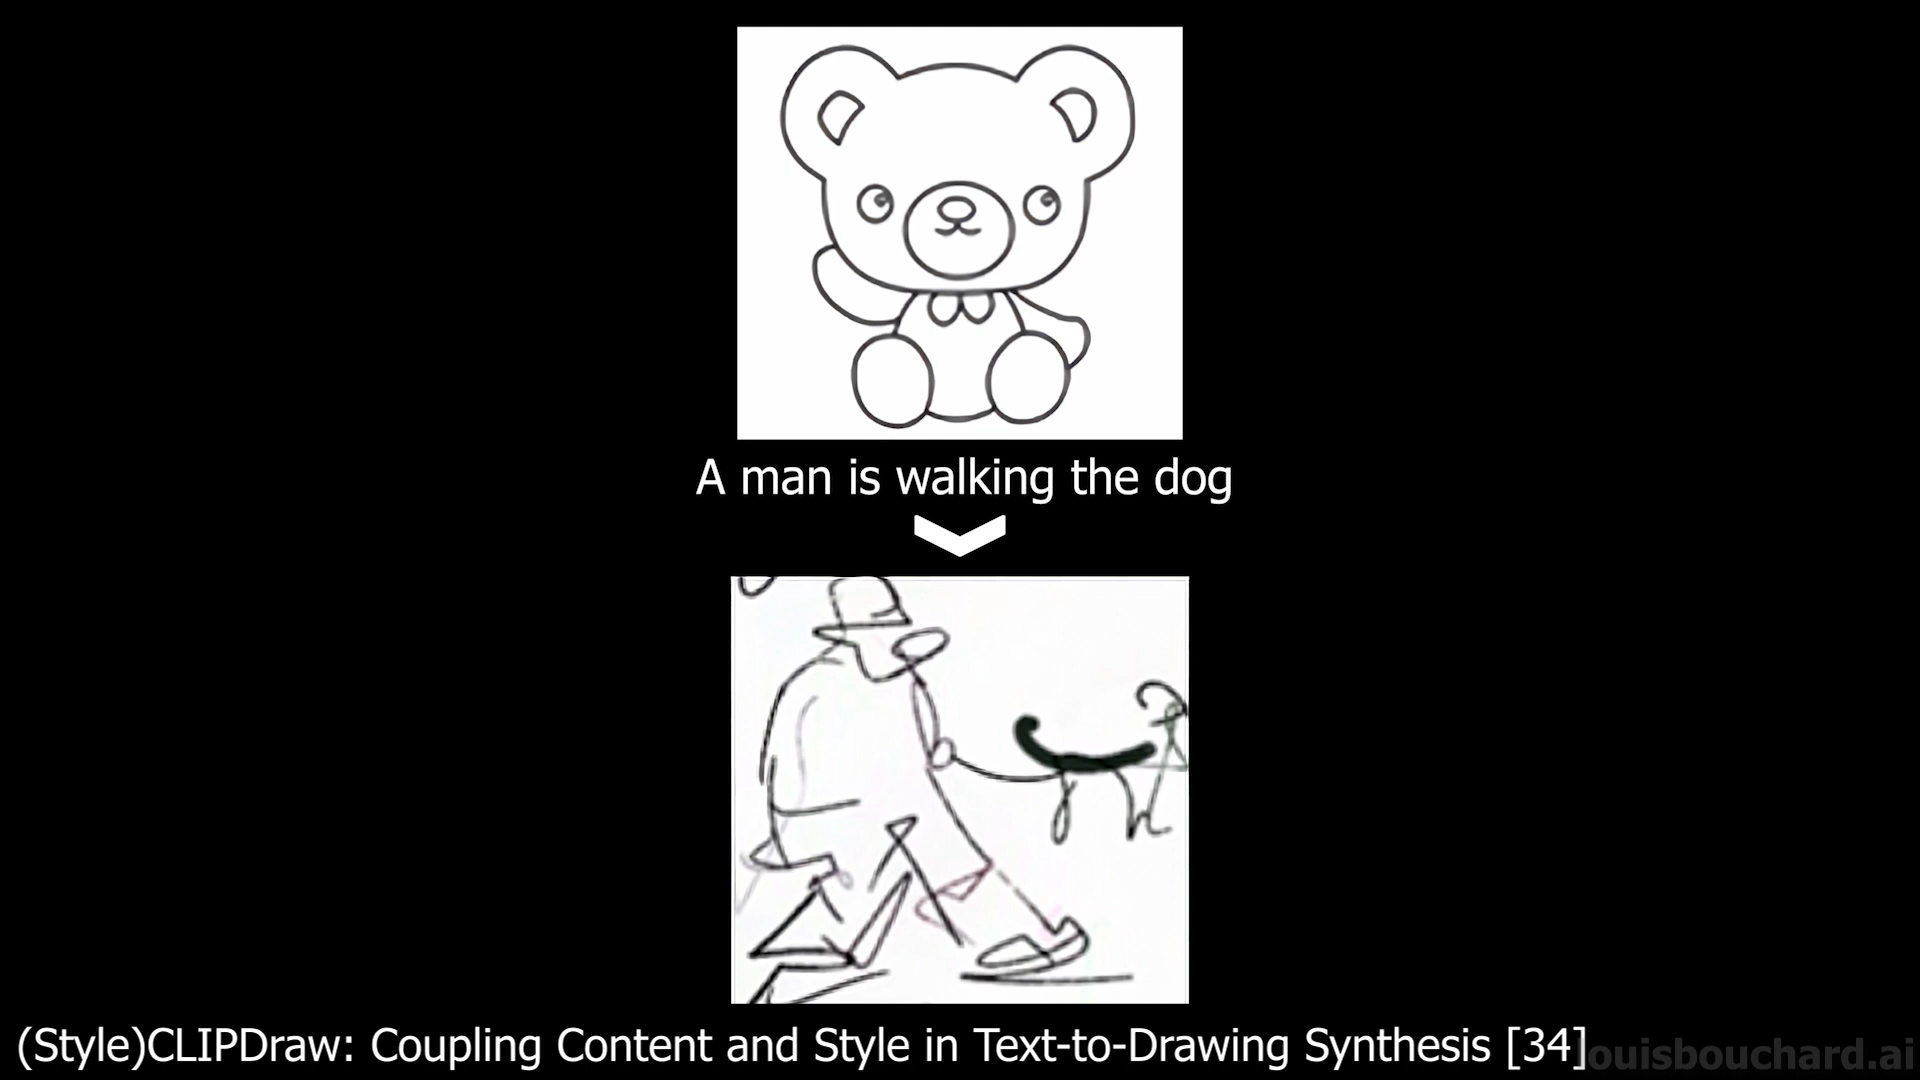 A man is walking the dog
(Style)CLIPDraw: Coupling Content and Style in Text-to-Drawing Synthesis [34]
louisbouchard.ai